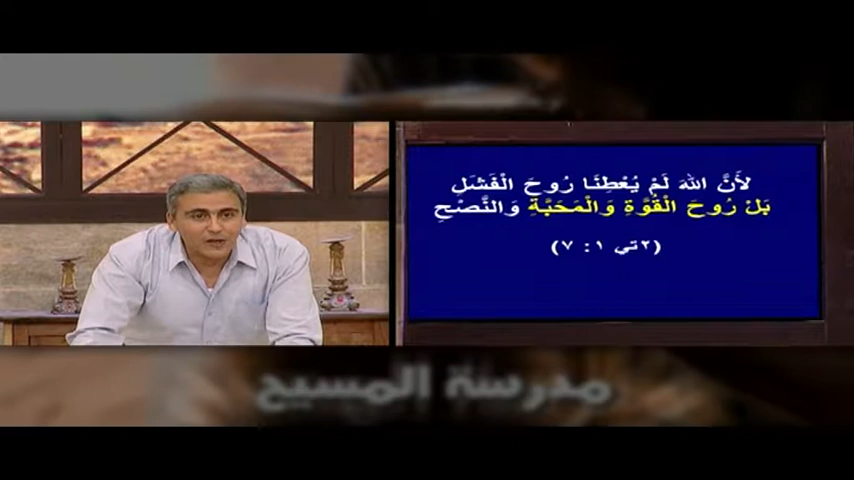 لأَنَّ اللهَ لَمْ يُعْطِنَا رُوحَ الْفَشَلِ
بَلْ رُوحَ الْقُوَّةِ وَالْمَحَبَّةِ وَالنُّصْحِ
(٢تي ١: ٧)
مدرسة المسيح